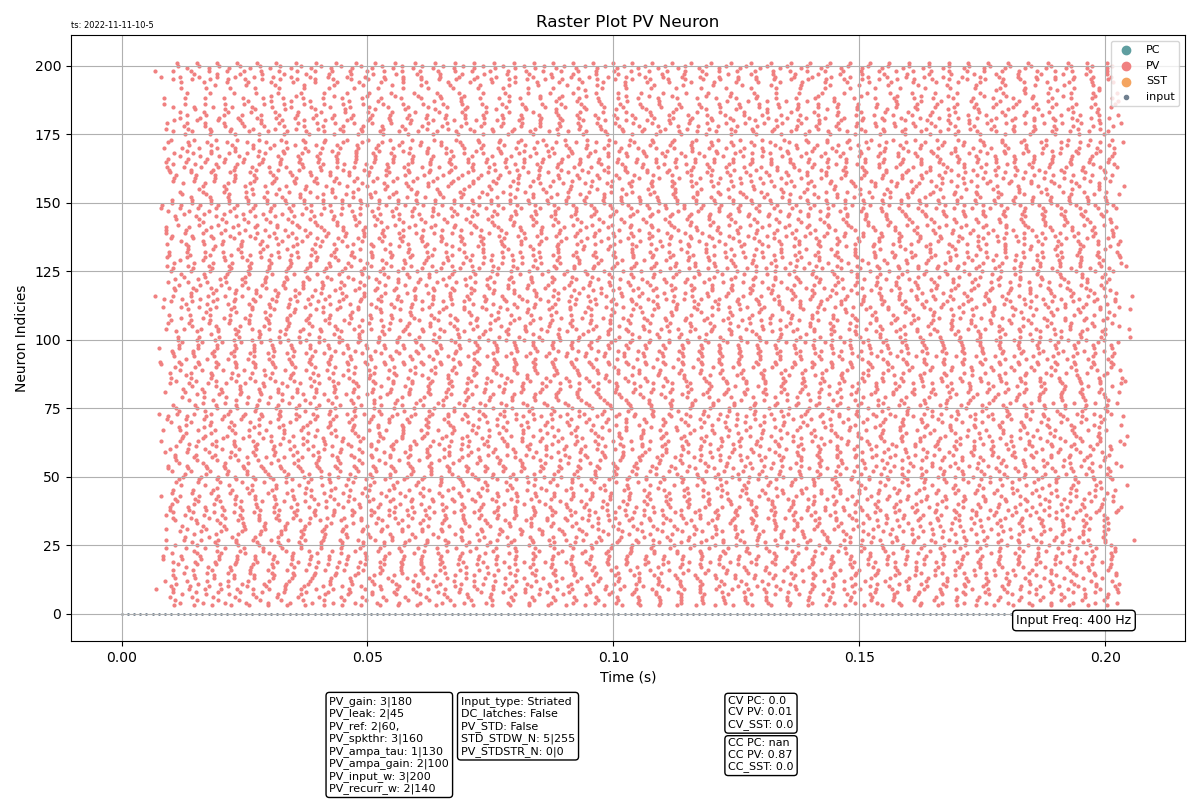 ts: 2022-11-11-10-5
Raster Plot PV Neuron
PC
PV
SST
input
200
175
150
125
100
75
50
25
0
Neuron Indicies
Input Freq: 400 Hz
0.00 0.05 0.10 0.15 0.20
Time (s)
PV_gain: 3|180
PV_leak: 2|45
PV_ref: 2|60,
PV_spkthr: 3|160
PV_ampa_tau: 1|130
PV_ampa_gain: 2|100
PV_input_w: 3|200
PV_recurr_w: 2|140
Input_type: Striated
DC_latches: False
PV_STD: False
STD_STDW_N: 5|255
PV_STDSTR_N: 0|0
CV PC: 0.0
CV PV: 0.01
CV_SST: 0.0
CC PC: nan
CC PV: 0.87
CC_SST: 0.0